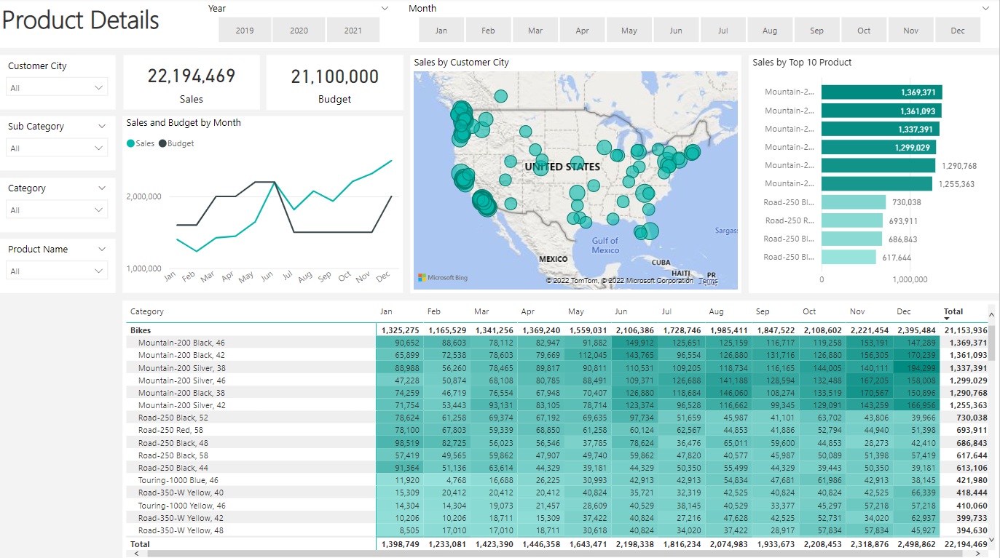 Product Details
Year
2019 2020 2021
Month
Jan Feb Mar Apr May Jun Jul Aug Sep Oct Nov Dec
Customer City
All
Sub Category
All
Category
All
Product Name
All
22,194,469
Sales
21,100,000
Budget
Sales and Budget by Month
Sales Budget
2,000,000
1,000,000
Jan Feb Mar Apr May Jun Jul Aug Sep Oct Nov Dec
Sales by Customer City
UNITED STATES
Gulf of
Mexico
Sargass
MEXICO
CUBA
HAITI
PR
Microsoft Bing
© 2022 TomTom, © 2022 Microsoft Corporation Terms
Sales by Top 10 Product
Mountain-2... 1,369,371
Mountain-2... 1,361,093
Mountain-2... 1,337,391
Mountain-2... 1,299,029
Mountain-2... 1,290,768
Mountain-2... 1,255,363
Road-250 Bl... 730,038
Road-250 R... 693,911
Road-250 Bl... 686,843
Road-250 Bl... 617,644
0 1,000,000
Category Jan Feb Mar Apr May Jun Jul Aug Sep Oct Nov Dec Total
Bikes 1,325,275 1,165,529 1,341,256 1,369,240 1,559,031 2,106,386 1,728,746 1,985,411 1,847,522 2,108,602 2,221,454 2,395,484 21,153,936
Mountain-200 Black, 46 90,652 88,603 78,112 82,947 91,882 149,912 125,651 125,159 116,717 119,258 153,191 147,289 1,369,371
Mountain-200 Black, 42 65,899 72,538 78,603 79,669 112,045 143,765 96,554 126,880 131,716 126,880 156,305 170,239 1,361,093
Mountain-200 Silver, 38 88,988 56,260 78,465 89,817 90,811 110,531 109,205 118,734 116,165 144,005 140,111 194,299 1,337,391
Mountain-200 Silver, 46 47,228 50,874 68,108 80,785 88,491 109,371 126,688 141,188 128,594 132,488 167,205 158,008 1,299,029
Mountain-200 Black, 38 74,259 46,719 76,554 67,948 70,407 126,880 118,684 146,060 108,274 133,519 170,567 150,896 1,290,768
Mountain-200 Silver, 42 71,754 53,443 93,131 83,105 78,714 123,374 96,528 116,662 99,345 129,091 143,259 166,956 1,255,363
Road-250 Black, 52 78,624 61,258 69,374 67,192 69,635 97,734 51,659 45,987 41,101 63,702 43,806 39,966 730,038
Road-250 Red, 58 78,100 67,803 59,339 68,850 61,258 60,124 62,567 44,853 41,886 52,794 44,940 51,398 693,911
Road-250 Black, 48 98,519 82,725 56,023 56,546 37,785 78,624 36,476 65,011 59,600 44,853 28,273 42,410 686,843
Road-250 Black, 58 57,419 49,565 59,862 47,907 49,740 59,862 47,820 40,577 45,987 50,089 51,398 57,419 617,644
Road-250 Black, 44 91,364 51,136 63,614 44,329 39,181 44,329 50,350 55,499 44,329 39,443 50,350 39,181 613,106
Touring-1000 Blue, 46 11,920 4,768 16,688 26,225 30,993 42,913 42,913 54,834 47,681 61,986 42,913 38,145 421,980
Road-350-W Yellow, 40 15,309 20,412 20,412 20,412 40,824 35,721 32,319 42,525 40,824 40,824 42,525 66,339 418,444
Touring-1000 Yellow, 46 14,304 14,304 19,073 21,457 28,609 40,529 38,145 40,529 33,377 45,297 57,218 57,218 410,060
Road-350-W Yellow, 42 10,206 10,206 18,711 15,309 37,422 40,824 27,216 47,628 42,525 52,731 34,020 62,937 399,733
Road-350-W Yellow, 48 8,505 17,010 17,010 18,711 30,618 40,824 34,020 37,422 28,917 57,834 57,834 45,927 394,630
Total 1,398,749 1,233,081 1,423,390 1,446,358 1,643,471 2,198,338 1,816,234 2,074,983 1,933,673 2,208,453 2,318,876 2,498,862 22,194,469